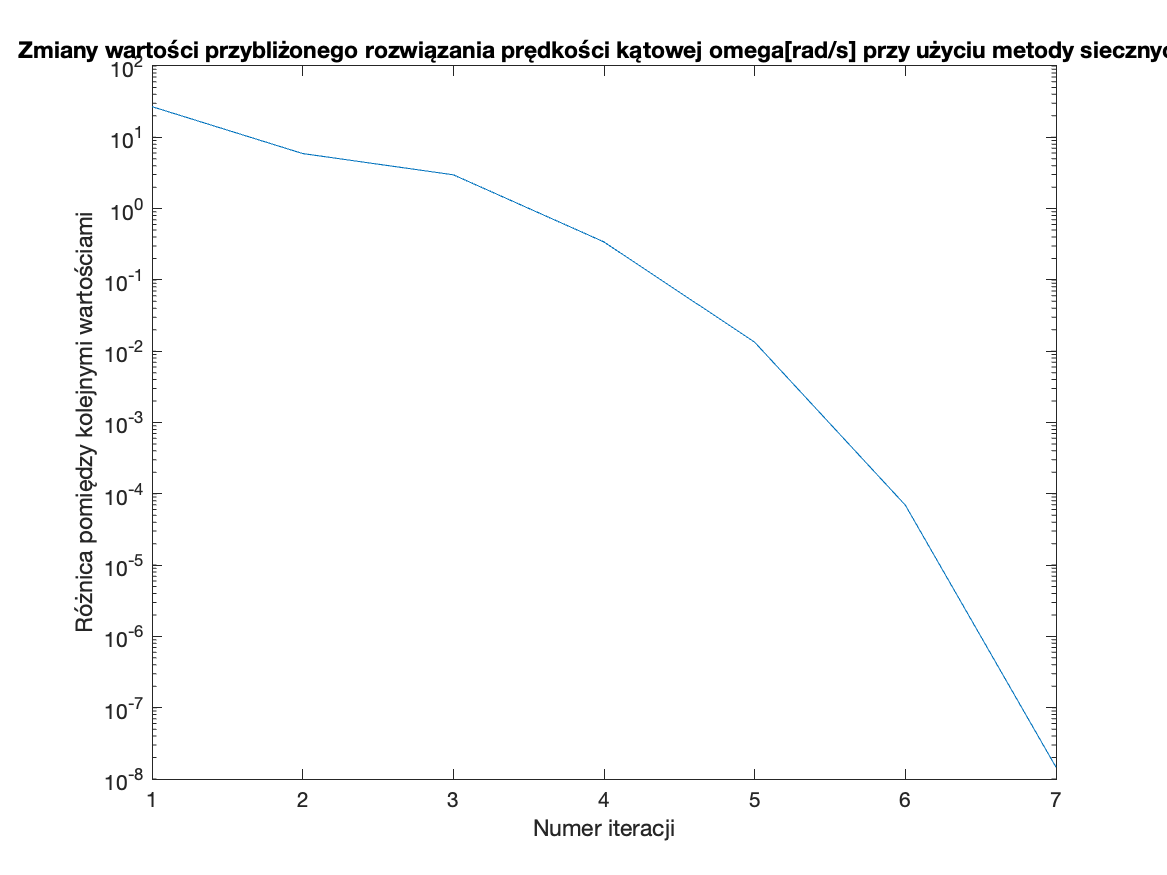 Zmiany wartości przybliżonego rozwiązania prędkości kątowej omega[rad/s] przy użyciu metody
10^2
10^1
10^0
10^-1
10^-2
10^-3
10^-4
10^-5
10^-6
10^-7
10^-8
Różnica pomiędzy kolejnymi wartościami
1 2 3 4 5 6 7
Numer iteracji